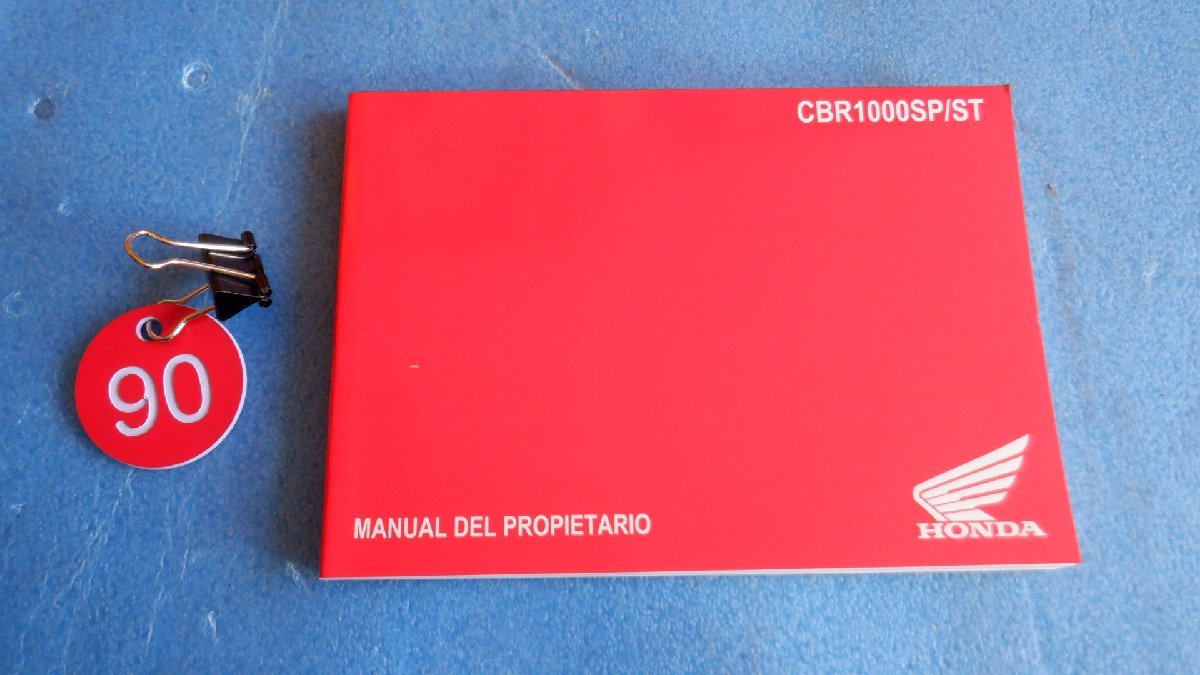 CBR1000SP/ST
90
MANUAL DEL PROPIETARIO
HONDA